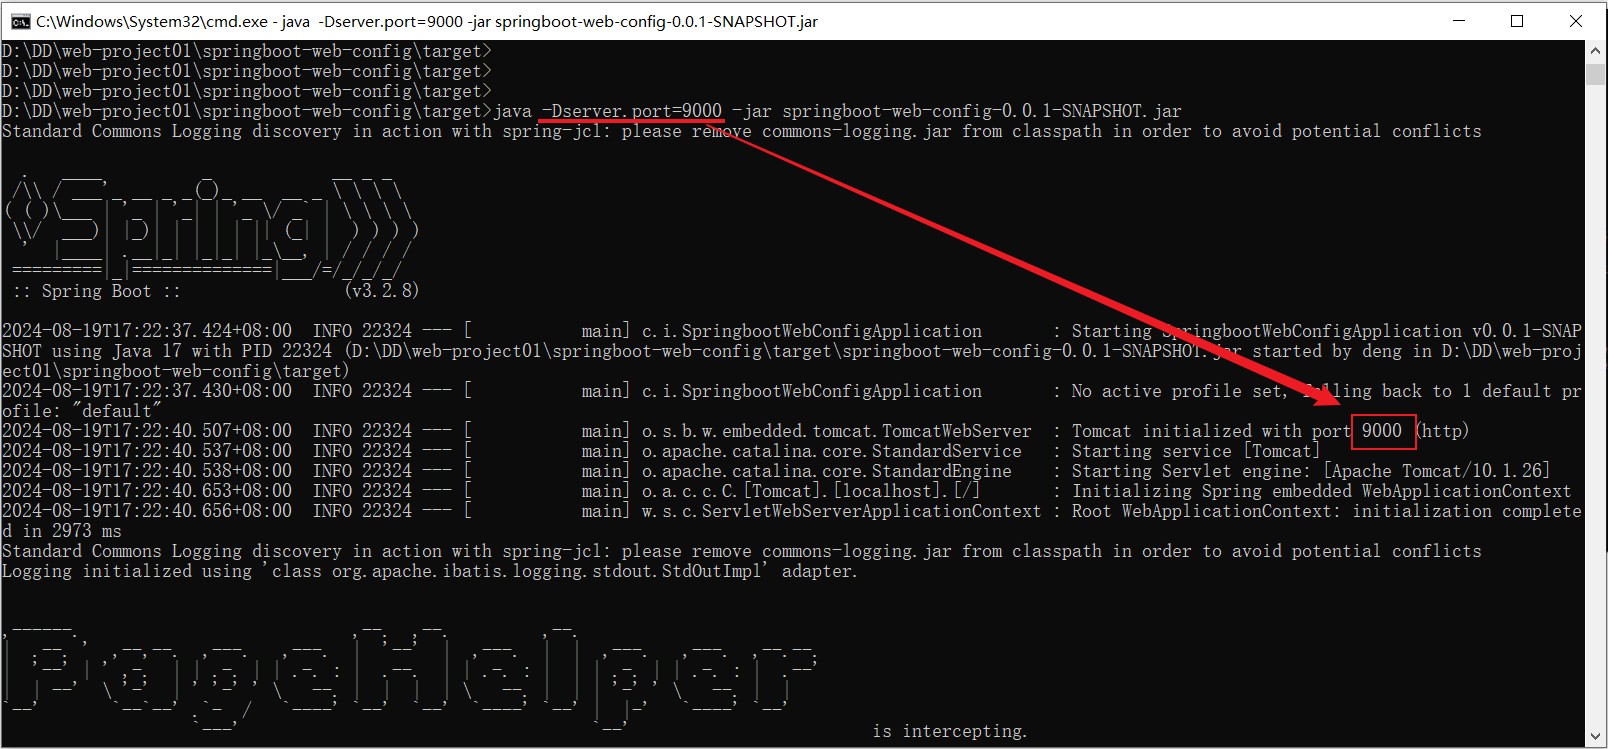 C:\Windows\System32\cmd.exe - java  -Dserver.port=9000 -jar springboot-web-config-0.0.1-SNAPSHOT.jar
D:\DD\web-project01\springboot-web-config\target>
D:\DD\web-project01\springboot-web-config\target>
D:\DD\web-project01\springboot-web-config\target>
D:\DD\web-project01\springboot-web-config\target>java -Dserver.port=9000 -jar springboot-web-config-0.0.1-SNAPSHOT.jar
Standard Commons Logging discovery in action with spring-jcl: please remove commons-logging.jar from classpath in order to avoid potential conflicts
Spring
:: Spring Boot ::                (v3.2.8)
2024-08-19T17:22:37.424+08:00  INFO 22324 --- [           main] c.i.SpringbootWebConfigApplication       : Starting SpringbootWebConfigApplication v0.0.1-SNAP
SHOT using Java 17 with PID 22324 (D:\DD\web-project01\springboot-web-config\target\springboot-web-config-0.0.1-SNAPSHOT.jar started by deng in D:\DD\web-proj
ect01\springboot-web-config\target)
2024-08-19T17:22:37.430+08:00  INFO 22324 --- [           main] c.i.SpringbootWebConfigApplication       : No active profile set, falling back to 1 default pr
ofile: "default"
2024-08-19T17:22:40.507+08:00  INFO 22324 --- [           main] o.s.b.w.embedded.tomcat.TomcatWebServer  : Tomcat initialized with port 9000 (http)
2024-08-19T17:22:40.537+08:00  INFO 22324 --- [           main] o.apache.catalina.core.StandardService   : Starting service [Tomcat]
2024-08-19T17:22:40.538+08:00  INFO 22324 --- [           main] o.apache.catalina.core.StandardEngine    : Starting Servlet engine: [Apache Tomcat/10.1.26]
2024-08-19T17:22:40.653+08:00  INFO 22324 --- [           main] o.a.c.c.C.[Tomcat].[localhost].[/]       : Initializing Spring embedded WebApplicationContext
2024-08-19T17:22:40.656+08:00  INFO 22324 --- [           main] w.s.c.ServletWebServerApplicationContext : Root WebApplicationContext: initialization complete
d in 2973 ms
Standard Commons Logging discovery in action with spring-jcl: please remove commons-logging.jar from classpath in order to avoid potential conflicts
Logging initialized using 'class org.apache.ibatis.logging.stdout.StdOutImpl' adapter.
PageHelper
is intercepting.